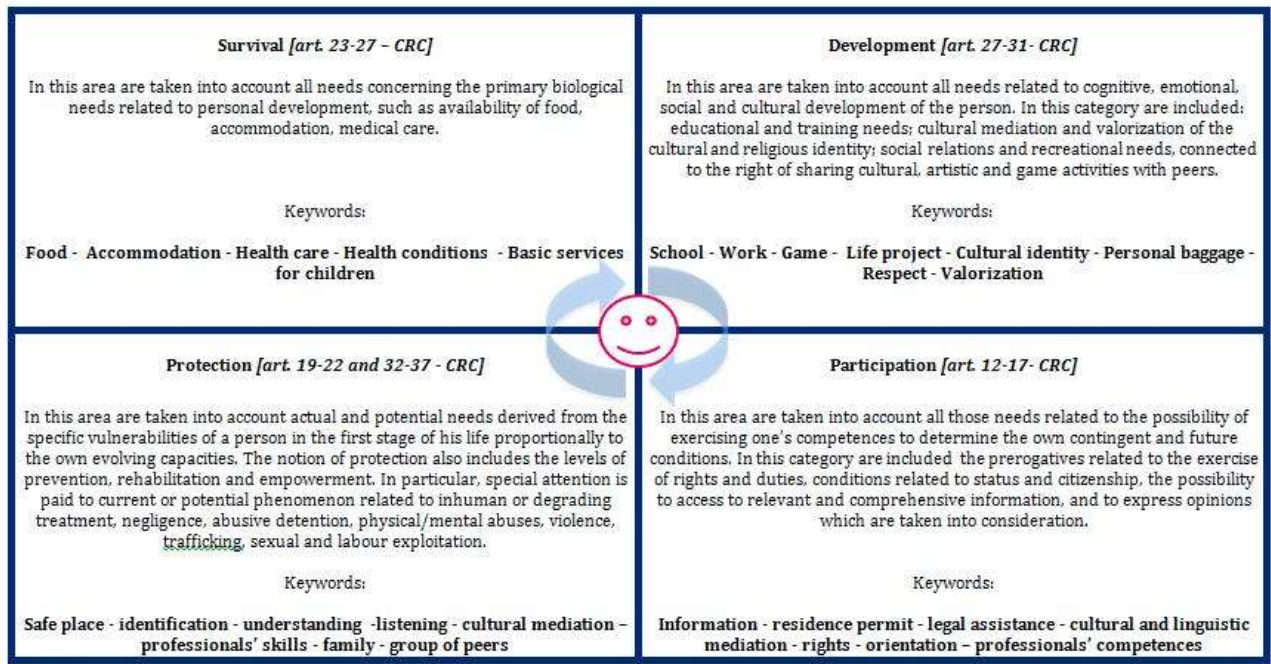 Survival [art. 23-27 – CRC]
In this area are taken into account all needs concerning the primary biological
needs related to personal development, such as availability of food,
accommodation, medical care.
Keywords:
Food -  Accommodation - Health care - Health conditions  - Basic services
for children
Development [art. 27-31- CRC]
In this area are taken into account all needs related to cognitive, emotional,
social and cultural development of the person. In this category are included:
educational and training needs; cultural mediation and valorization of the
cultural and religious identity; social relations and recreational needs, connected
to the right of sharing cultural, artistic and game activities with peers.
Keywords:
School - Work - Game -  Life project - Cultural identity - Personal baggage -
Respect - Valorization
Protection [art. 19-22 and 32-37 - CRC]
In this area are taken into account actual and potential needs derived from the
specific vulnerabilities of a person in the first stage of his life proportionally to
the own evolving capacities. The notion of protection also includes the levels of
prevention, rehabilitation and empowerment. In particular, special attention is
paid to current or potential phenomenon related to inhuman or degrading
treatment, negligence, abusive detention, physical/mental abuses, violence,
trafficking, sexual and labour exploitation.
Keywords:
Safe place - identification - understanding  -listening - cultural mediation –
professionals’ skills - family - group of peers
Participation [art. 12-17- CRC]
In this area are taken into account all those needs related to the possibility of
exercising one’s competences to determine the own contingent and future
conditions. In this category are included  the prerogatives related to the exercise
of rights and duties, conditions related to status and citizenship, the possibility
to access to relevant and comprehensive information, and to express opinions
which are taken into consideration.
Keywords:
Information - residence permit - legal assistance - cultural and linguistic
mediation - rights - orientation – professionals’ competences